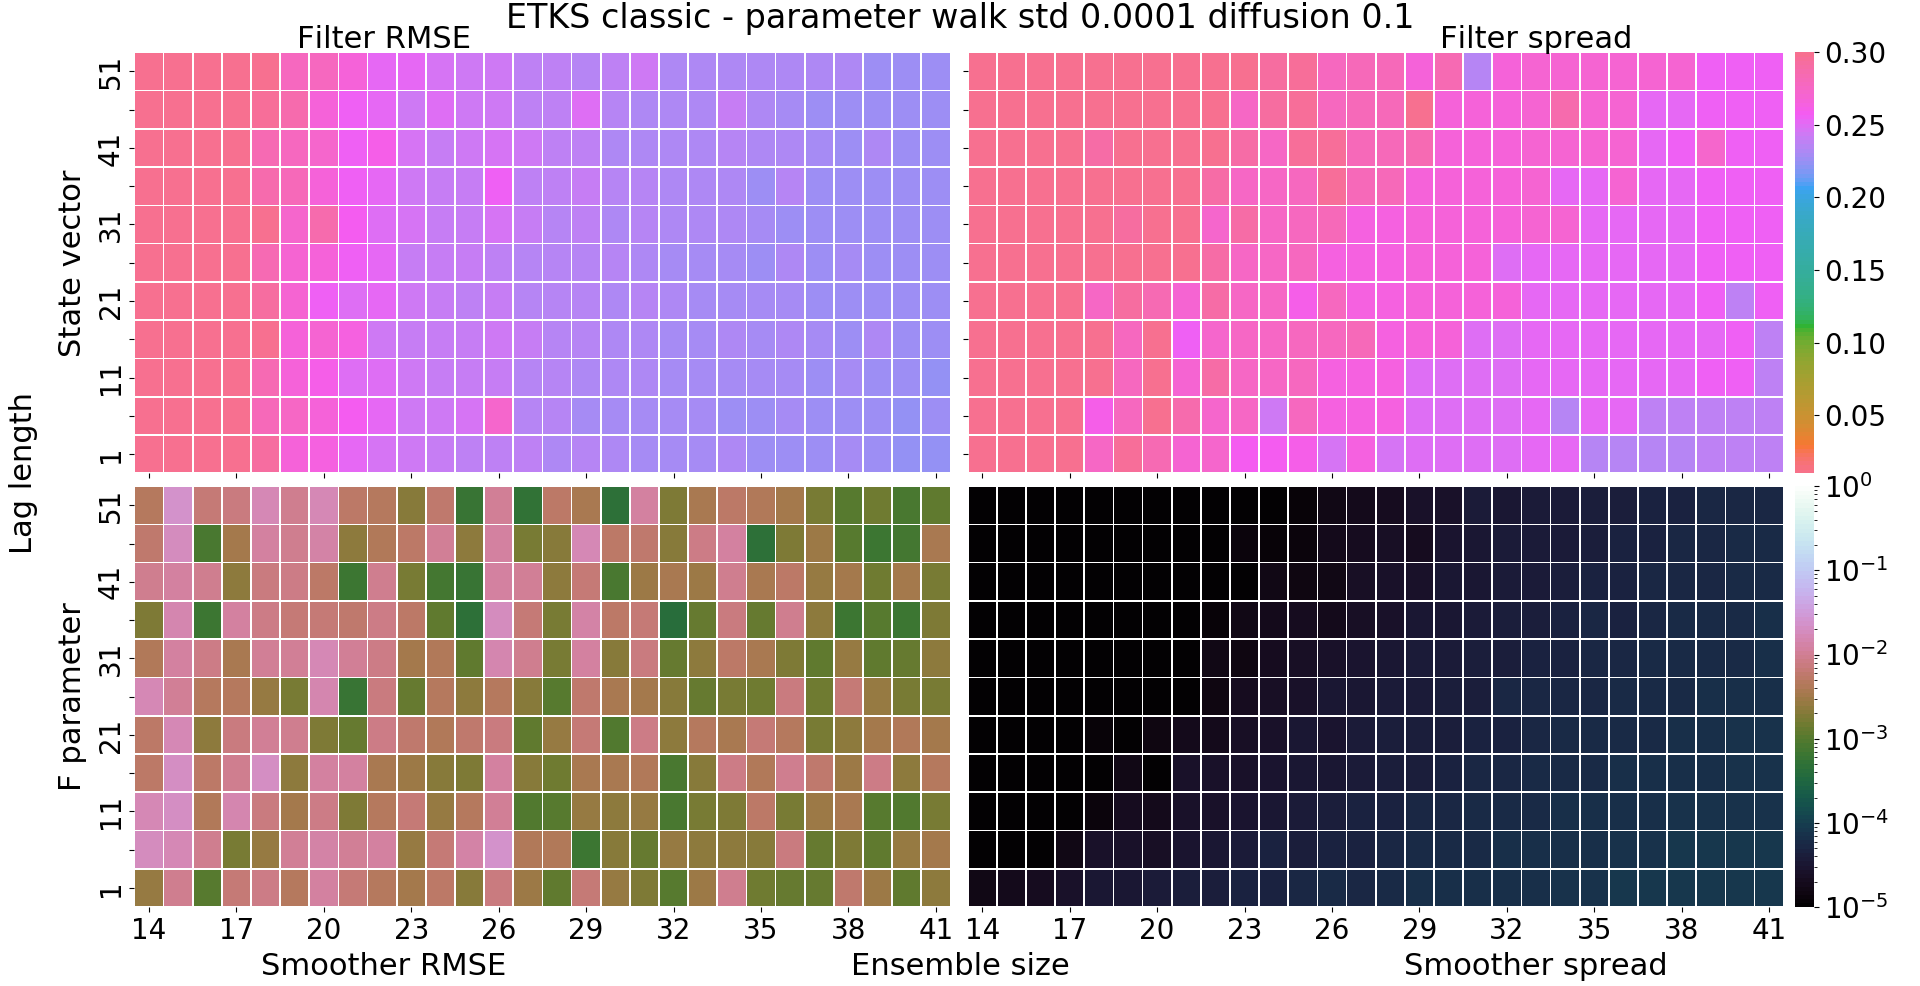 ETKS classic - parameter walk std 0.0001 diffusion 0.1
Filter RMSE
Filter spread
Lag length
State vector
51
41
31
21
11
1
0.30
0.25
0.20
0.15
0.10
0.05
F parameter
51
41
31
21
11
1
10⁰
10⁻¹
10⁻²
10⁻³
10⁻⁴
10⁻⁵
14 17 20 23 26 29 32 35 38 41
14 17 20 23 26 29 32 35 38 41
Smoother RMSE
Ensemble size
Smoother spread